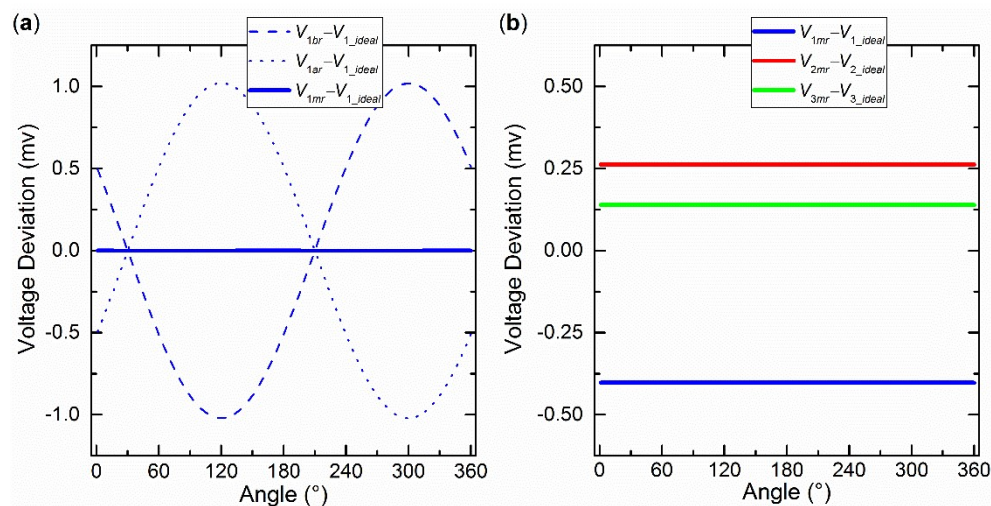 (a)
V1br−V1_ideal
V1ar−V1_ideal
V1mr−V1_ideal
1.0
0.5
0.0
-0.5
-1.0
Voltage Deviation (mv)
0 60 120 180 240 300 360
Angle (°)
(b)
V1mr−V1_ideal
V2mr−V2_ideal
V3mr−V3_ideal
0.50
0.25
0.00
-0.25
-0.50
Voltage Deviation (mv)
0 60 120 180 240 300 360
Angle (°)